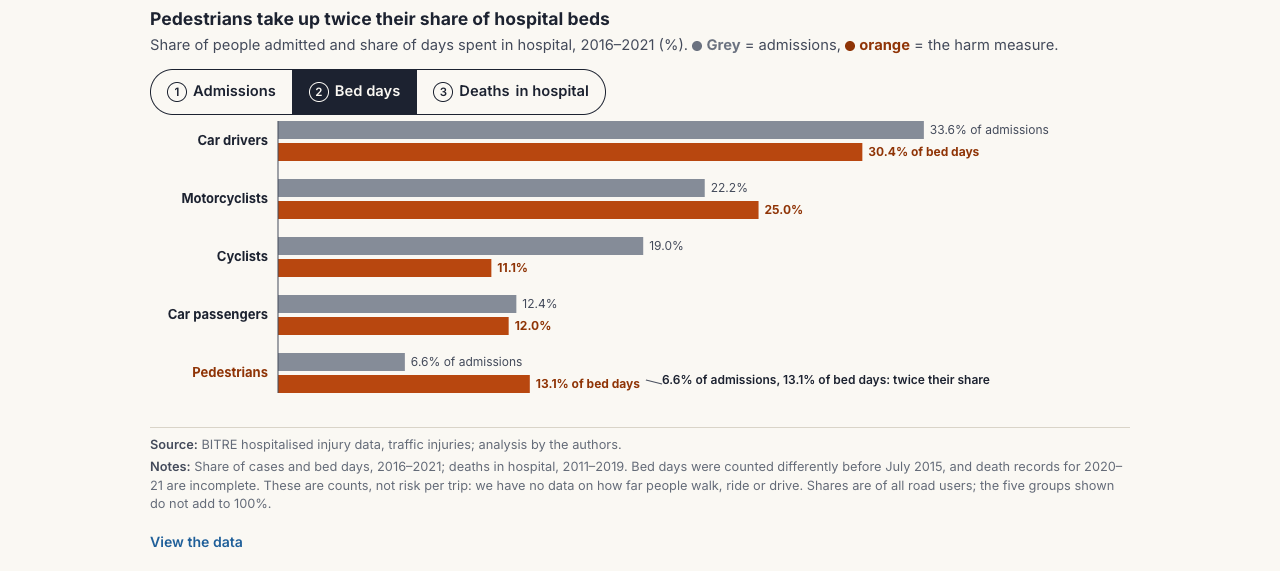 Pedestrians take up twice their share of hospital beds
Share of people admitted and share of days spent in hospital, 2016–2021 (%). Grey = admissions, orange = the harm measure.
1 Admissions
2 Bed days
3 Deaths in hospital
Car drivers
33.6% of admissions
30.4% of bed days
Motorcyclists
22.2%
25.0%
Cyclists
19.0%
11.1%
Car passengers
12.4%
12.0%
Pedestrians
6.6% of admissions
13.1% of bed days
6.6% of admissions, 13.1% of bed days: twice their share
Source: BITRE hospitalised injury data, traffic injuries; analysis by the authors.
Notes: Share of cases and bed days, 2016–2021; deaths in hospital, 2011–2019. Bed days were counted differently before July 2015, and death records for 2020–
21 are incomplete. These are counts, not risk per trip: we have no data on how far people walk, ride or drive. Shares are of all road users; the five groups shown
do not add to 100%.
View the data